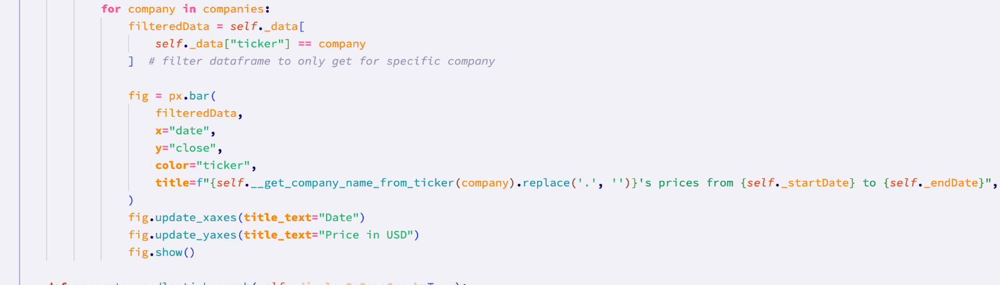 for company in companies:
filteredData = self._data[
self._data["ticker"] == company
]  # filter dataframe to only get for specific company
fig = px.bar(
filteredData,
x="date",
y="close",
color="ticker",
title=f"{self.__get_company_name_from_ticker(company).replace('.', '')}'s prices from {self._startDate} to {self._endDate}",
)
fig.update_xaxes(title_text="Date")
fig.update_yaxes(title_text="Price in USD")
fig.show()